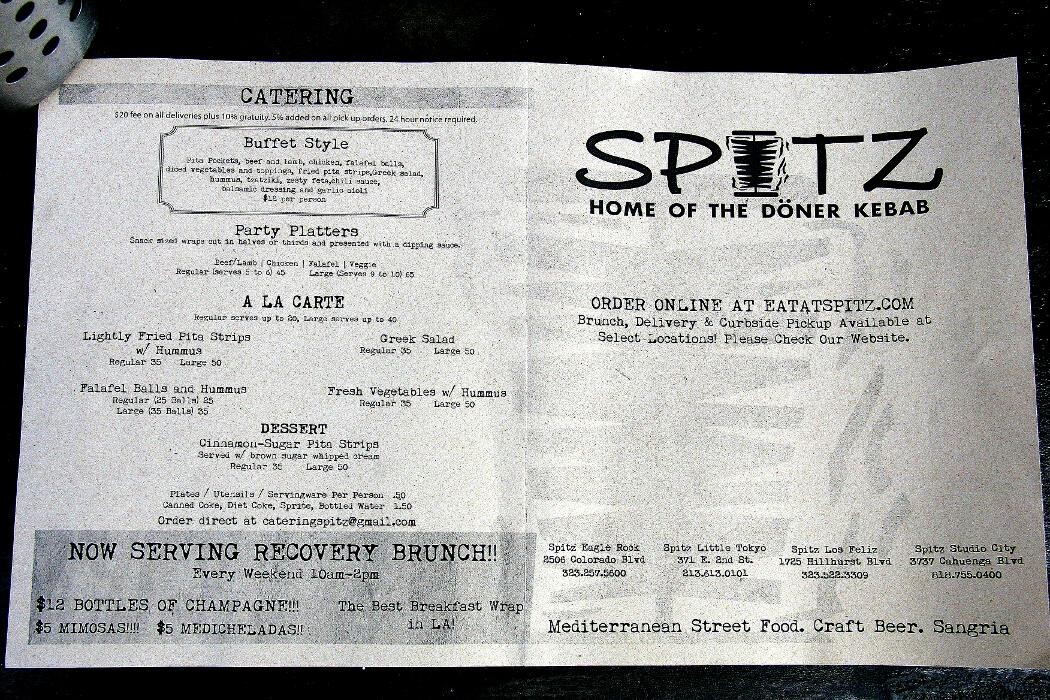 CATERING
$20 fee on all deliveries plus 10% gratuity. 5% added on all pick up orders. 24 hour notice required.
Buffet Style
Pita Pockets, beef and lamb, chicken, falafel balls,
diced vegetables and toppings, fried pita strips,Greek salad,
hummus, tzatziki, zesty feta,chili sauce,
balsamic dressing and garlic aioli
$12 per person
Party Platters
Snack sized wraps cut in halves or thirds and presented with a dipping sauce.
Beef/Lamb | Chicken | Falafel | Veggie
Regular (serves 5 to 6) 45 Large (Serves 9 to 10) 65
A LA CARTE
Regular serves up to 20, Large serves up to 40
Lightly Fried Pita Strips
w/ Hummus
Regular 35 Large 50
Greek Salad
Regular 35 Large 50
Falafel Balls and Hummus
Regular (25 Balls) 25
Large (35 Balls) 35
Fresh Vegetables w/ Hummus
Regular 35 Large 50
DESSERT
Cinnamon-Sugar Pita Strips
Served w/ brown sugar whipped cream
Regular 35 Large 50
Plates / Utensils / Servingware Per Person .50
Canned Coke, Diet Coke, Sprite, Bottled Water 1.50
Order direct at cateringspitz@gmail.com
NOW SERVING RECOVERY BRUNCH!!
Every Weekend 10am-2pm
$12 BOTTLES OF CHAMPAGNE!!!
$5 MIMOSAS!!!! $5 MEDICHELADAS!!
The Best Breakfast Wrap
in LA!
SPITZ
HOME OF THE DÖNER KEBAB
ORDER ONLINE AT EATATSPITZ.COM
Brunch, Delivery & Curbside Pickup Available at
Select Locations! Please Check Our Website.
Spitz Eagle Rock
2506 Colorado Blvd
323.257.5600
Spitz Little Tokyo
371 E. 2nd St.
213.613.0101
Spitz Los Feliz
1725 Hillhurst Blvd
323.522.3309
Spitz Studio City
3737 Cahuenga Blvd
818.755.0400
Mediterranean Street Food. Craft Beer. Sangria